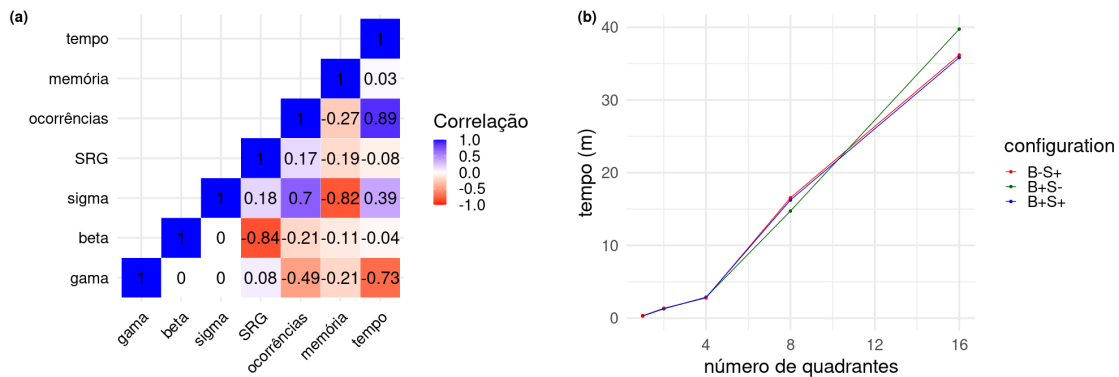 (a)
tempo 1
memória 1 0.03
ocorrências 1 -0.27 0.89
SRG 1 0.17 -0.19 -0.08
sigma 1 0.18 0.7 -0.82 0.39
beta 1 0 -0.84 -0.21 -0.11 -0.04
gama 1 0 0 0.08 -0.49 -0.21 -0.73
gama beta sigma SRG ocorrências memória tempo
Correlação
1.0
0.5
0.0
-0.5
-1.0
(b)
tempo (m)
40
30
20
10
0
4 8 12 16
número de quadrantes
configuration
B-S+
B+S-
B+S+